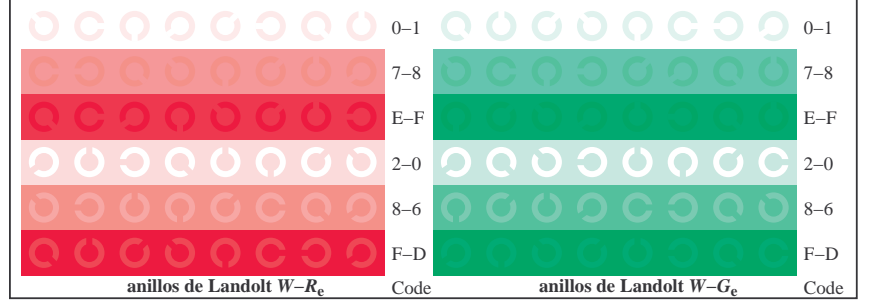 0–1
7–8
E–F
2–0
8–6
F–D
anillos de Landolt W–Re
Code
0–1
7–8
E–F
2–0
8–6
F–D
anillos de Landolt W–Ge
Code